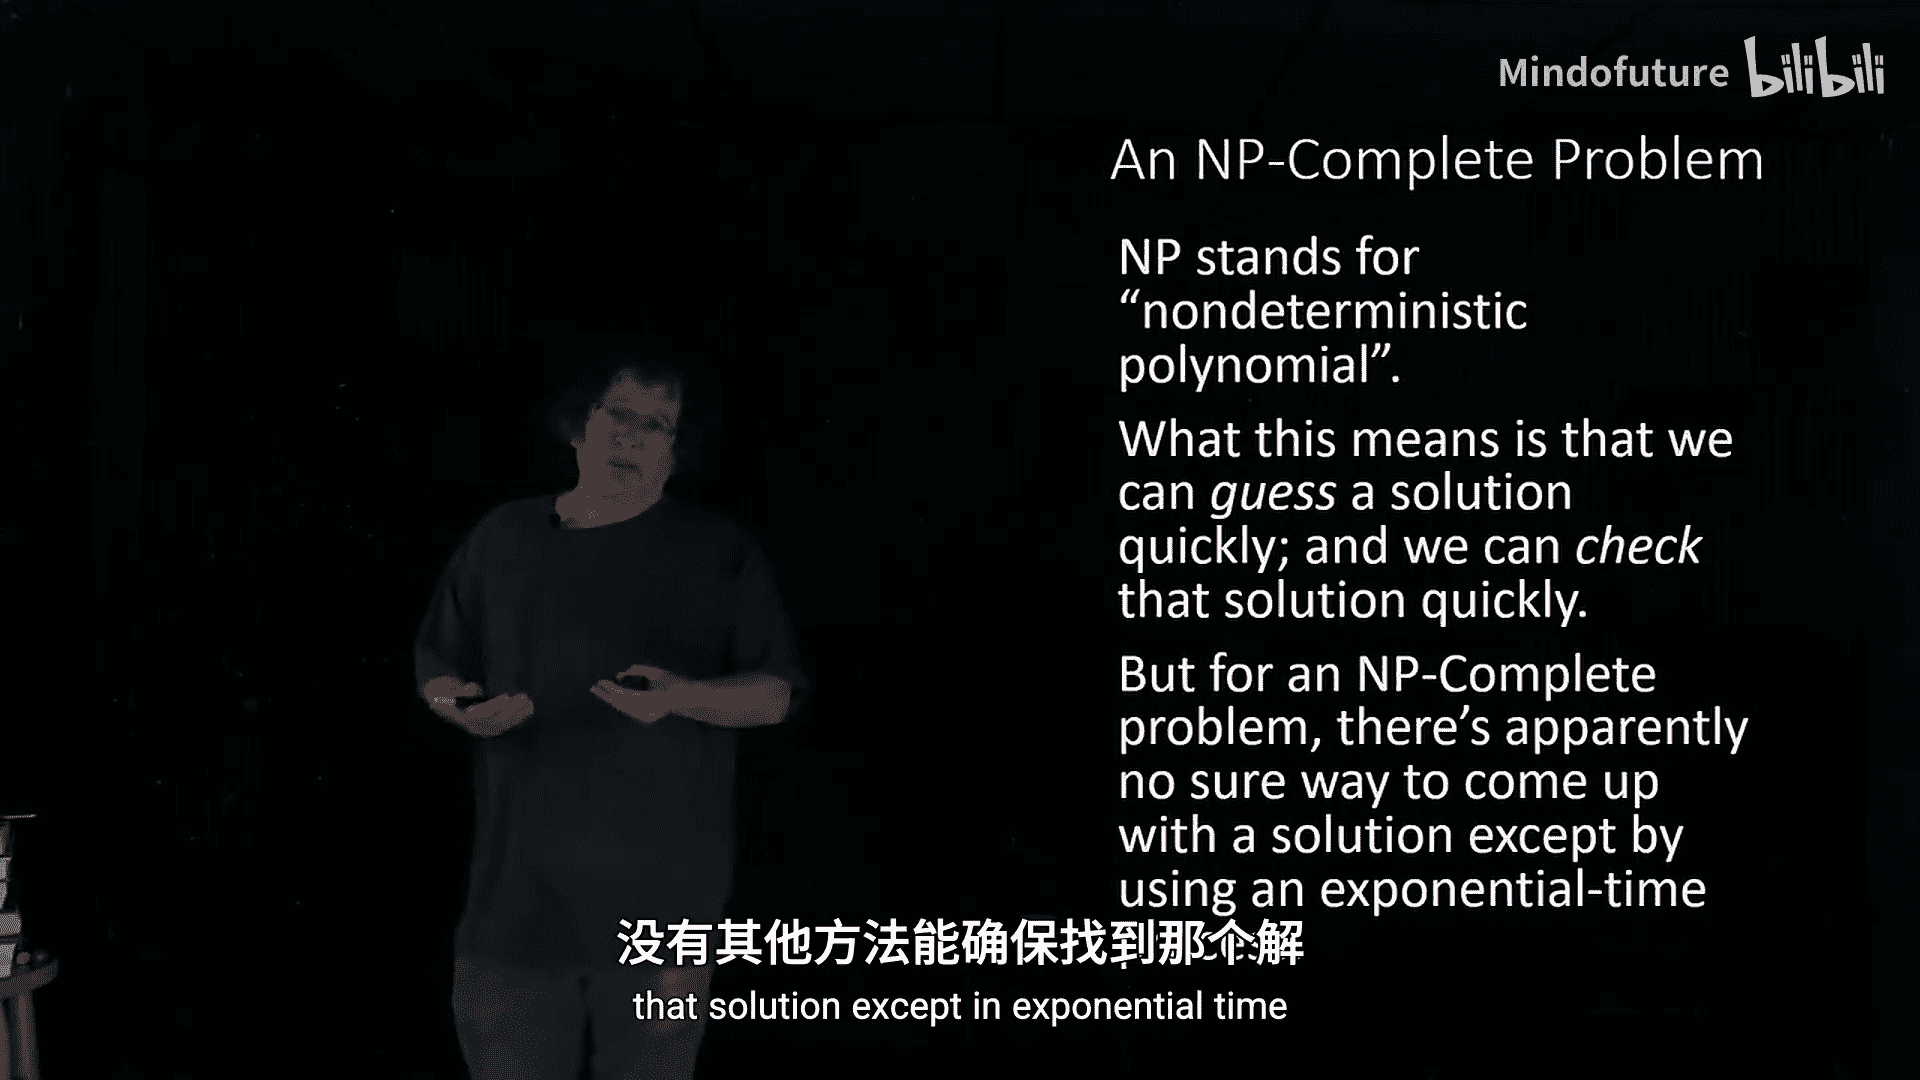 Mindofuture bilibili
An NP-Complete Problem
NP stands for
“nondeterministic
polynomial”.
What this means is that we
can guess a solution
quickly; and we can check
that solution quickly.
But for an NP-Complete
problem, there’s apparently
no sure way to come up
with a solution except by
using an exponential-time
没有其他方法能确保找到那个解
that solution except in exponential time